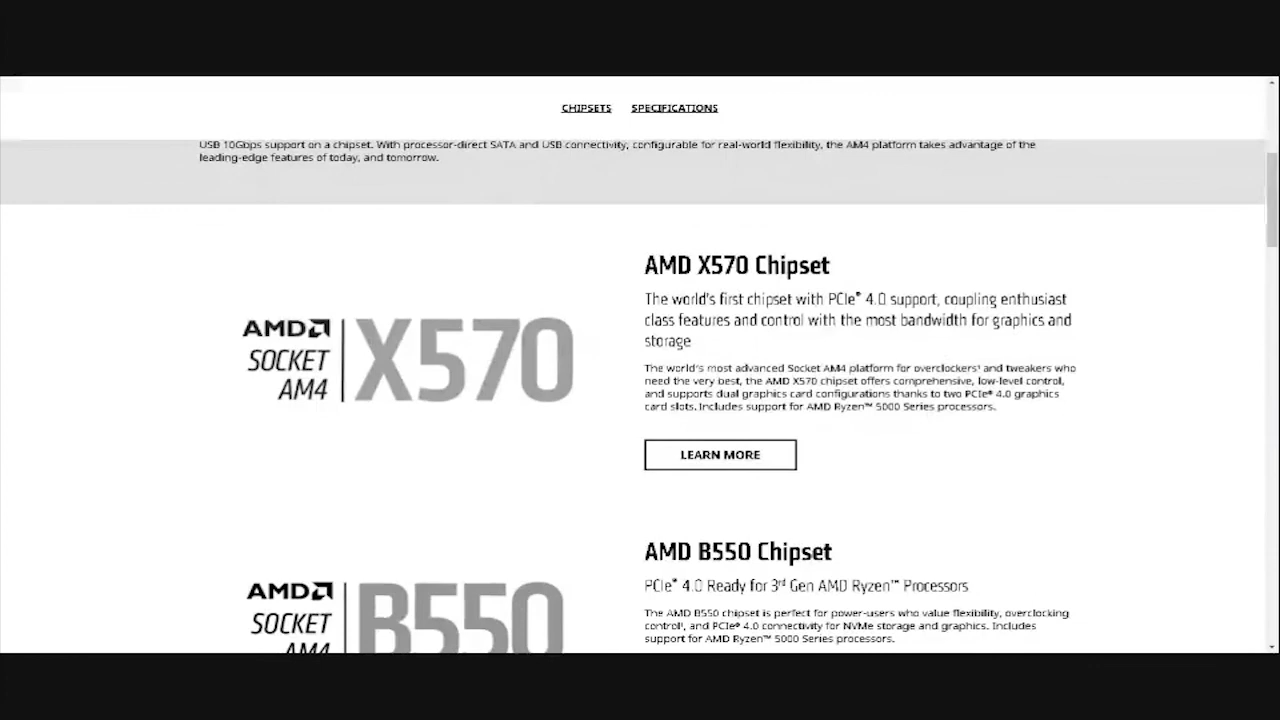 CHIPSETS SPECIFICATIONS
USB 10Gbps support on a chipset. With processor-direct SATA and USB connectivity, configurable for real-world flexibility, the AM4 platform takes advantage of the
leading-edge features of today, and tomorrow.
AMD X570 Chipset
The world's first chipset with PCIe® 4.0 support, coupling enthusiast
class features and control with the most bandwidth for graphics and
storage
The world's most advanced Socket AM4 platform for overclockers¹ and tweakers who
need the very best, the AMD X570 chipset offers comprehensive, low-level control,
and supports dual graphics card configurations thanks to two PCIe® 4.0 graphics
card slots. Includes support for AMD Ryzen™ 5000 Series processors.
LEARN MORE
AMD
SOCKET
AM4
X570
AMD B550 Chipset
PCIe® 4.0 Ready for 3rd Gen AMD Ryzen™ Processors
The AMD B550 chipset is perfect for power-users who value flexibility, overclocking
control¹, and PCIe® 4.0 connectivity for NVMe storage and graphics. Includes
support for AMD Ryzen™ 5000 Series processors.
AMD
SOCKET
AM4
B550